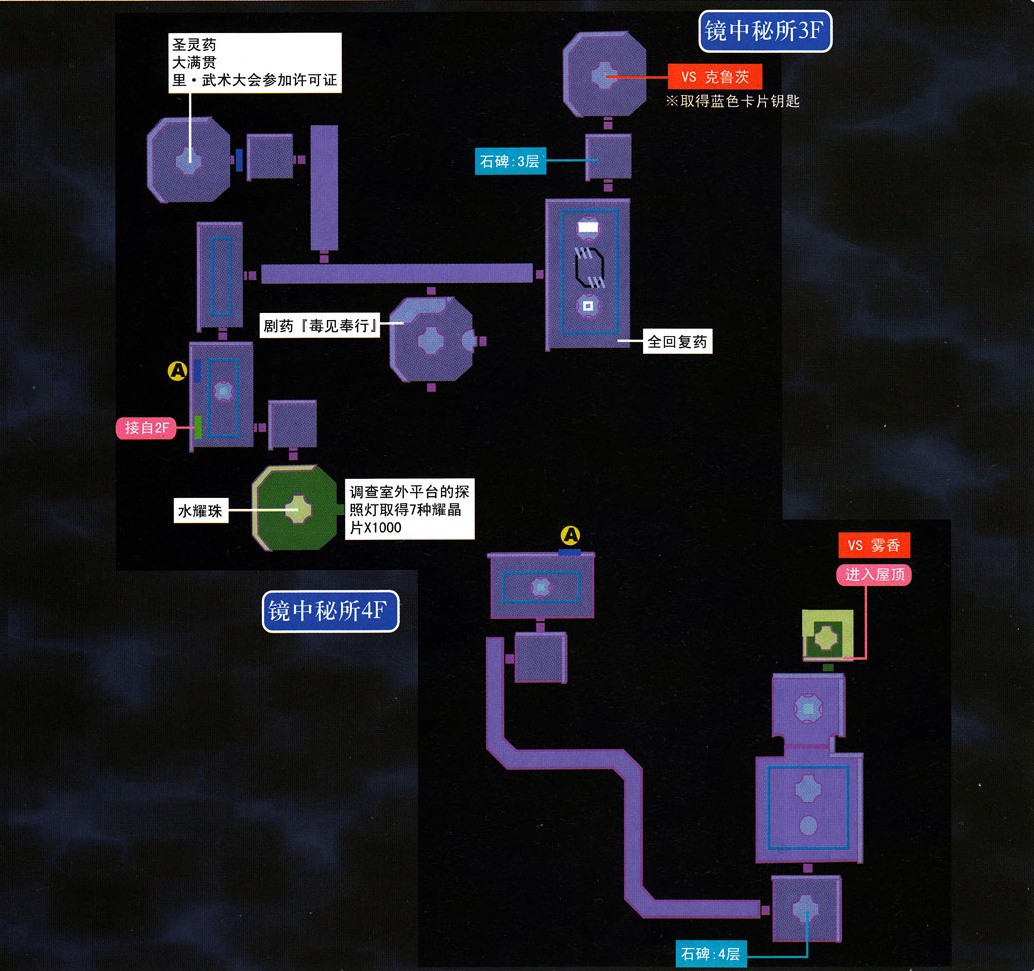 镜中秘所3F
圣灵药
大满贯
里·武术大会参加许可证
VS 克鲁茨
※取得蓝色卡片钥匙
石碑:3层
剧药『毒见奉行』
全回复药
A
接自2F
水耀珠
调查室外平台的探
照灯取得7种耀晶
片X1000
镜中秘所4F
A
VS 雾香
进入屋顶
石碑:4层